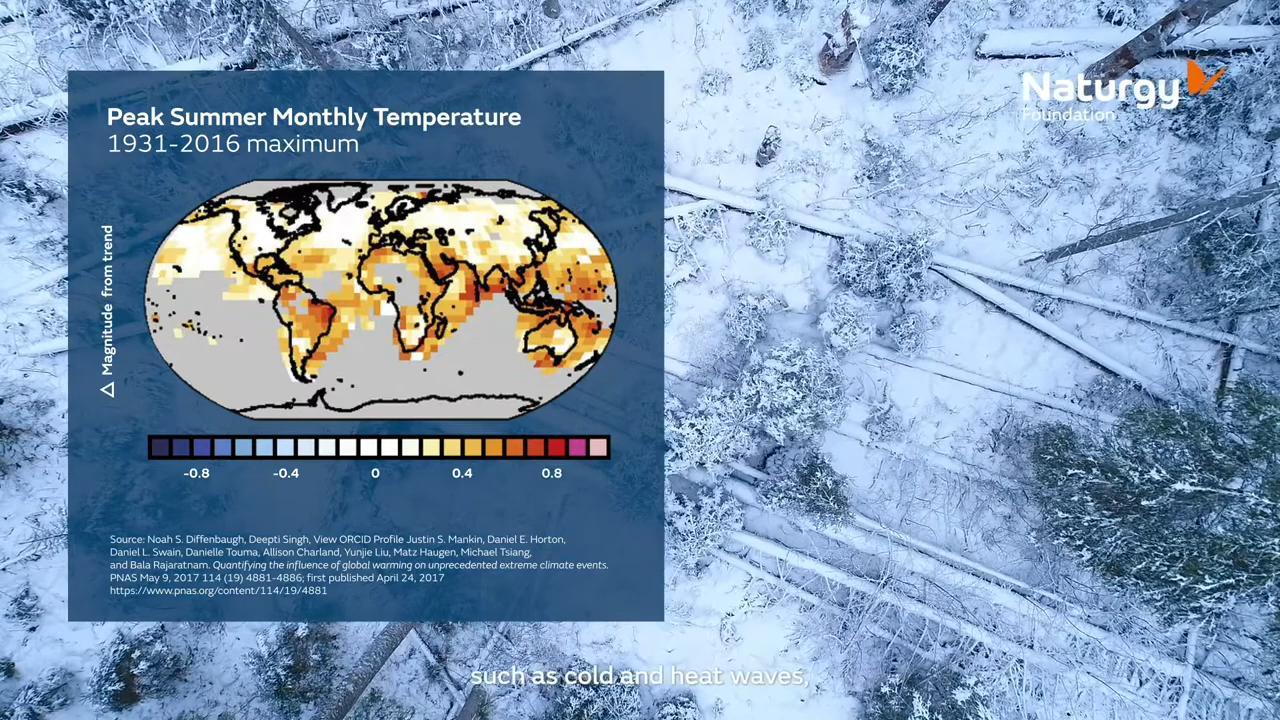 Peak Summer Monthly Temperature
1931-2016 maximum
Naturgy
Foundation
△ Magnitude from trend
-0.8 -0.4 0 0.4 0.8
Source: Noah S. Diffenbaugh, Deepti Singh, View ORCID Profile Justin S. Mankin, Daniel E. Horton,
Daniel L. Swain, Danielle Touma, Allison Charland, Yunjie Liu, Matz Haugen, Michael Tsiang,
and Bala Rajaratnam. Quantifying the influence of global warming on unprecedented extreme climate events.
PNAS May 9, 2017 114 (19) 4881-4886; first published April 24, 2017
https://www.pnas.org/content/114/19/4881
such as cold and heat waves,